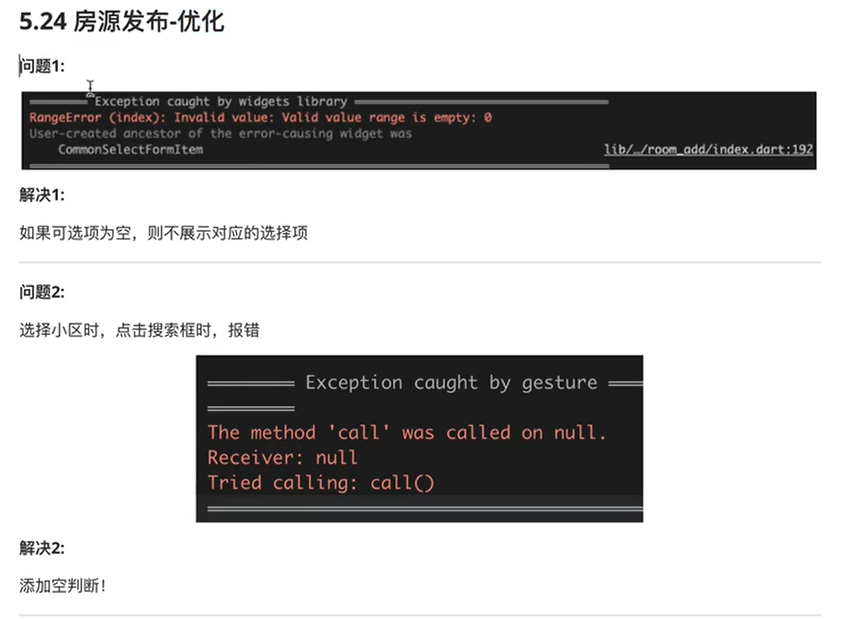 5.24 房源发布-优化
问题1:
Exception caught by widgets library
RangeError (index): Invalid value: Valid value range is empty: 0
User-created ancestor of the error-causing widget was
CommonSelectFormItem lib/…/room_add/index.dart:192
解决1:
如果可选项为空，则不展示对应的选择项
问题2:
选择小区时，点击搜索框时，报错
Exception caught by gesture
The method 'call' was called on null.
Receiver: null
Tried calling: call()
解决2:
添加空判断！